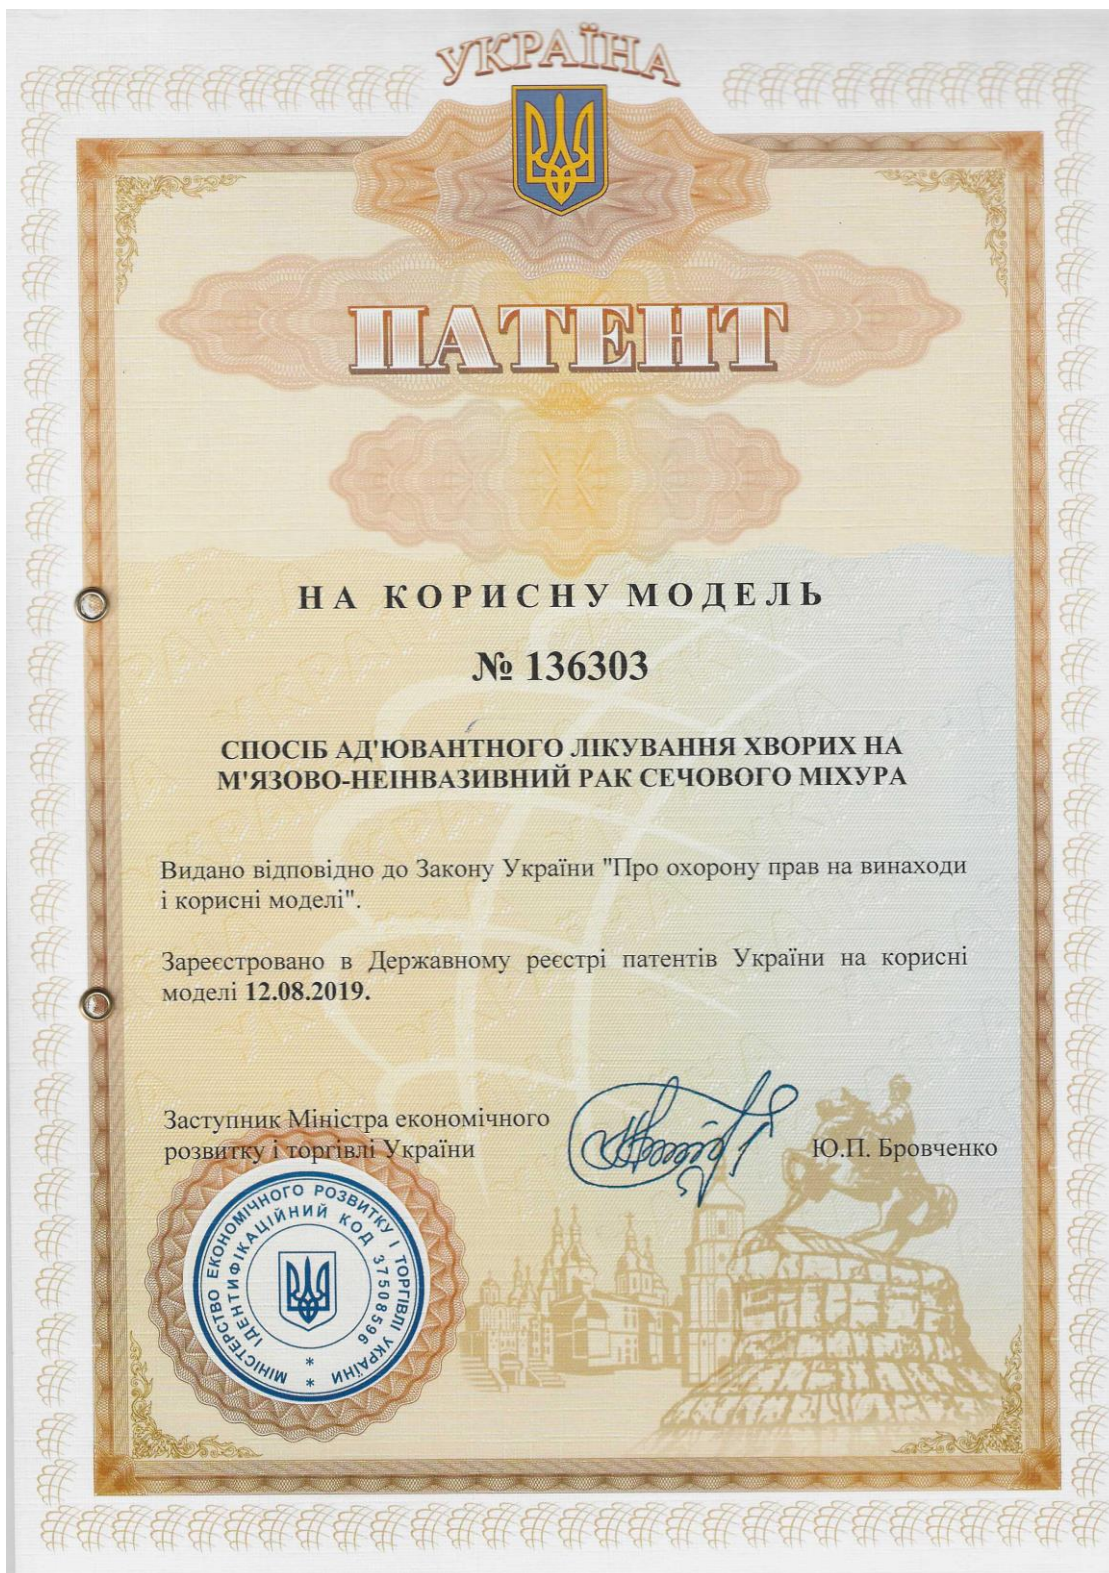 УКРАЇНА
ПАТЕНТ
НА КОРИСНУ МОДЕЛЬ
№ 136303
СПОСІБ АД'ЮВАНТНОГО ЛІКУВАННЯ ХВОРИХ НА
М'ЯЗОВО-НЕІНВАЗИВНИЙ РАК СЕЧОВОГО МІХУРА
Видано відповідно до Закону України "Про охорону прав на винаходи
і корисні моделі".
Зареєстровано в Державному реєстрі патентів України на корисні
моделі 12.08.2019.
Заступник Міністра економічного
розвитку і торгівлі України
Ю.П. Бровченко
МІНІСТЕРСТВО ЕКОНОМІЧНОГО РОЗВИТКУ І ТОРГІВЛІ УКРАЇНИ *
ІДЕНТИФІКАЦІЙНИЙ КОД 37508596 *